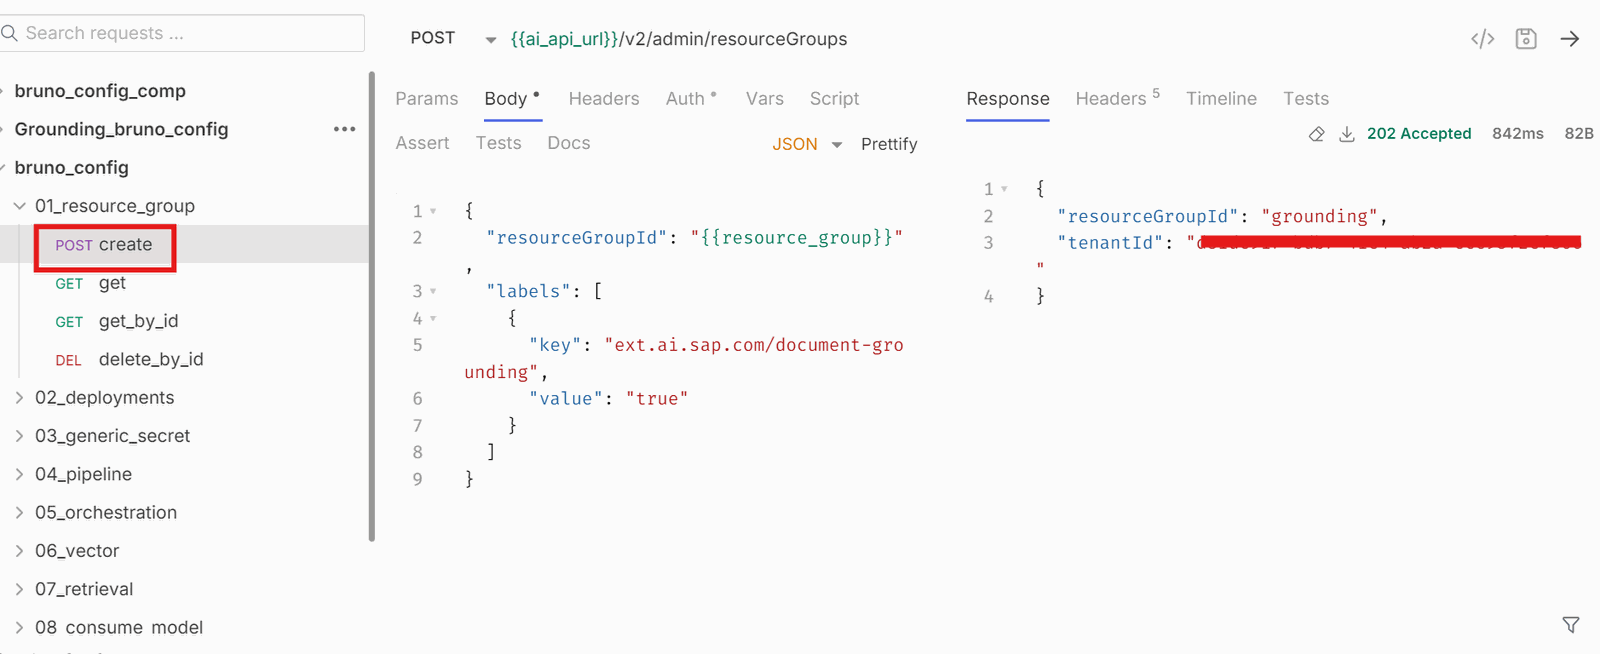 Search requests ...
bruno_config_comp
Grounding_bruno_config
bruno_config
01_resource_group
POST create
GET get
GET get_by_id
DEL delete_by_id
02_deployments
03_generic_secret
04_pipeline
05_orchestration
06_vector
07_retrieval
08 consume model
POST {{ai_api_url}}/v2/admin/resourceGroups
Params Body Headers Auth Vars Script
Assert Tests Docs JSON Prettify
1 {
2 "resourceGroupId": "{{resource_group}}"
,
3 "labels": [
4 {
5 "key": "ext.ai.sap.com/document-gro
unding",
6 "value": "true"
7 }
8 ]
9 }
Response Headers 5 Timeline Tests
202 Accepted 842ms 82B
1 {
2 "resourceGroupId": "grounding",
3 "tenantId": "
"
4 }